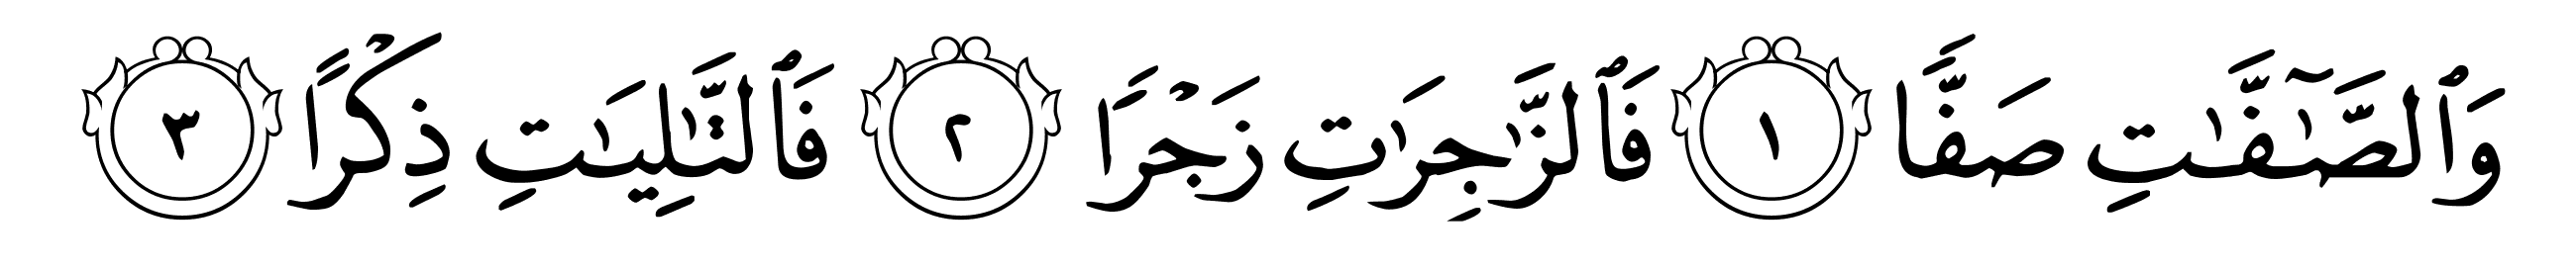 وَٱلصَّـٰٓفَّـٰتِ صَفًّا ١ فَٱلزَّٰجِرَٰتِ زَجْرًا ٢ فَٱلتَّـٰلِيَـٰتِ ذِكْرًا ٣